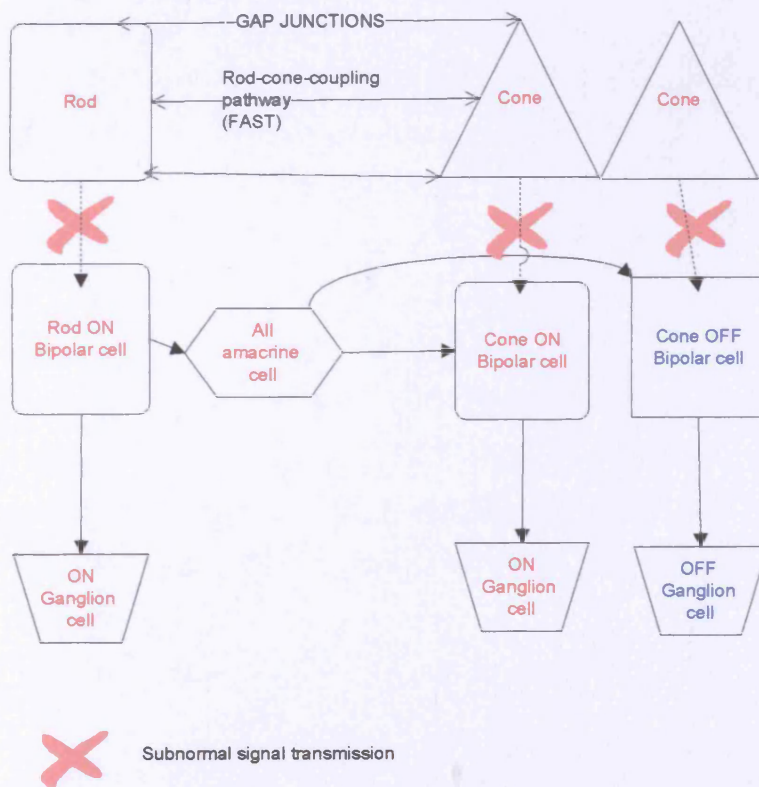 GAP JUNCTIONS
Rod-cone-coupling
pathway
(FAST)
Rod
Cone
Cone
Rod ON
Bipolar cell
All
amacrine
cell
Cone ON
Bipolar cell
Cone OFF
Bipolar cell
ON
Ganglion
cell
ON
Ganglion
cell
OFF
Ganglion
cell
Subnormal signal transmission